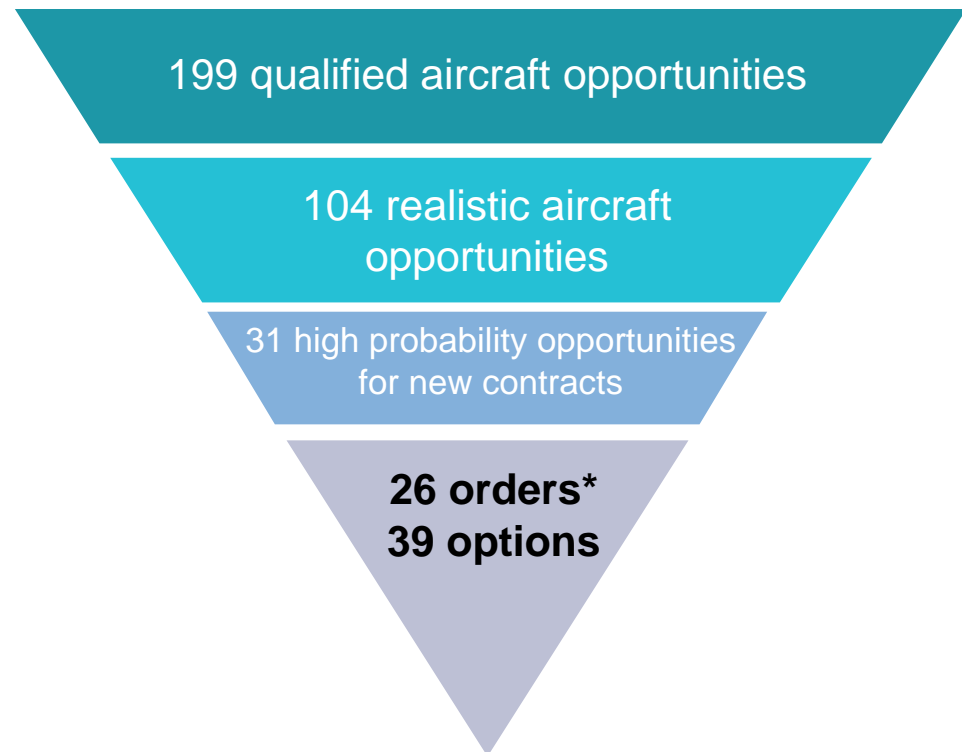 199 qualified aircraft opportunities
104 realistic aircraft
opportunities
31 high probability opportunities
for new contracts
26 orders*
39 options